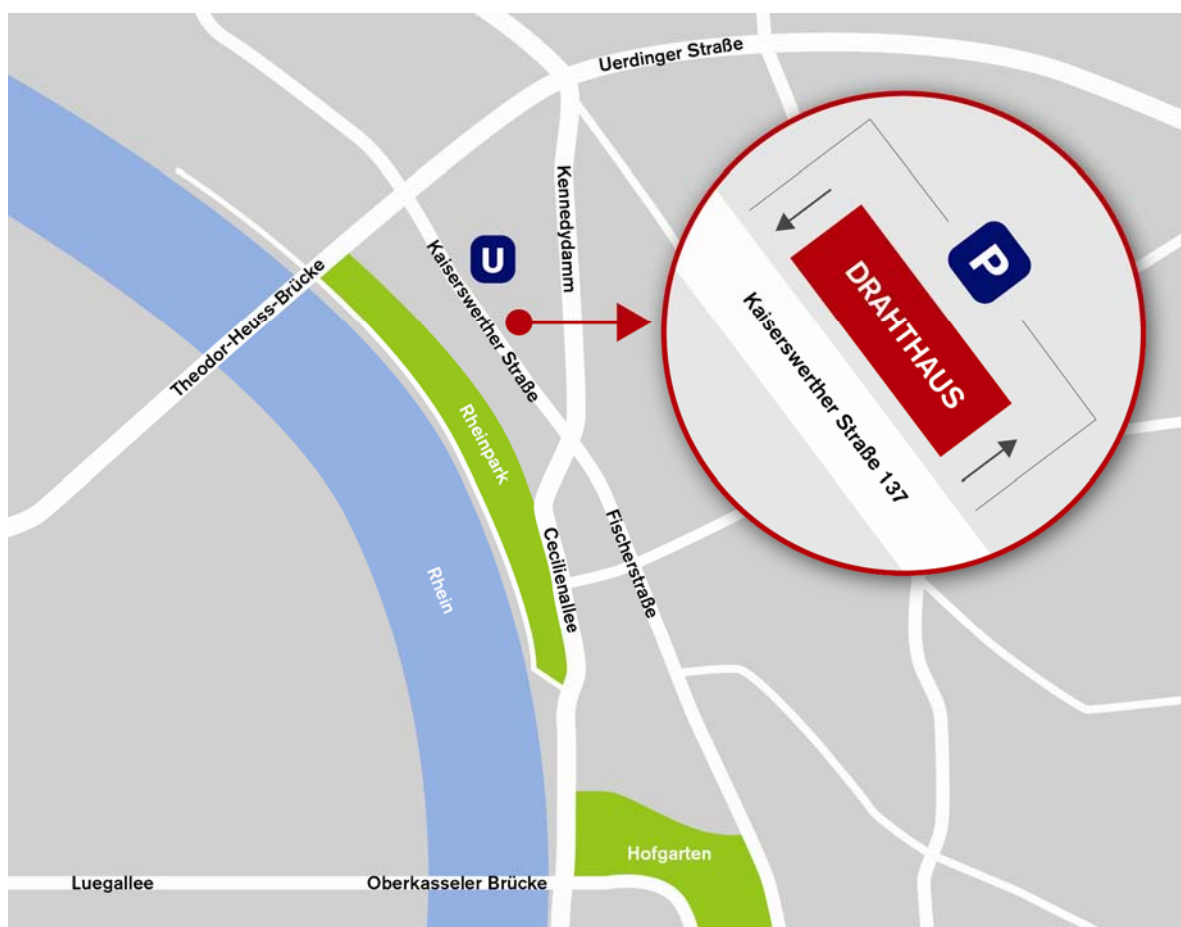 Uerdinger Straße
Kennedydamm
U
Kaiserswerther Straße
Theodor-Heuss-Brücke
P
DRAHTHAUS
Kaiserswerther Straße 137
Rheinpark
Cecilienallee
Fischerstraße
Rhein
Hofgarten
Luegallee
Oberkasseler Brücke